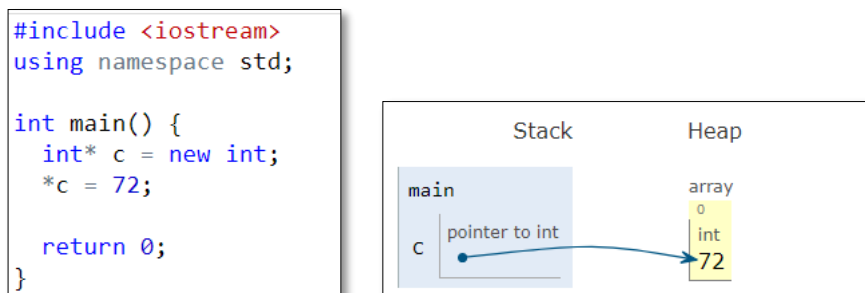 #include <iostream>
using namespace std;

int main() {
  int* c = new int;
  *c = 72;

  return 0;
}
Stack Heap
main
array
0
c
pointer to int
int
72